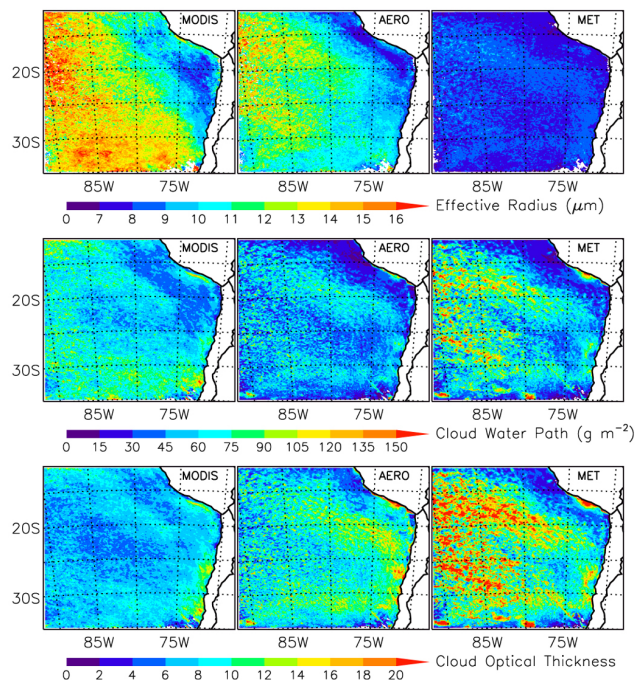 MODIS AERO MET
20S
30S
85W 75W 85W 75W 85W 75W
0 7 8 9 10 11 12 13 14 15 16 Effective Radius (μm)
MODIS AERO MET
20S
30S
85W 75W 85W 75W 85W 75W
0 15 30 45 60 75 90 105 120 135 150 Cloud Water Path (g m⁻²)
MODIS AERO MET
20S
30S
85W 75W 85W 75W 85W 75W
0 2 4 6 8 10 12 14 16 18 20 Cloud Optical Thickness